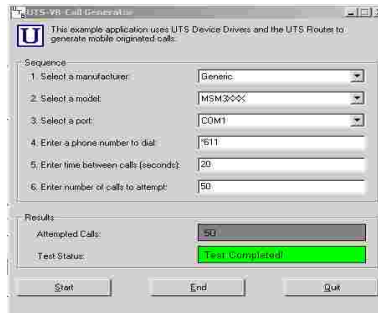 UTS-VB Call Generator
U
This example application uses UTS Device Drivers and the UTS Router to
generate mobile originated calls.
Sequence
1. Select a manufacturer:
Generic
2. Select a model:
MSM3XXX
3. Select a port:
COM1
4. Enter a phone number to dial:
*611
5. Enter time between calls (seconds):
20
6. Enter number of calls to attempt:
50
Results
Attempted Calls:
50
Test Status:
Test Completed!
Start
End
Quit